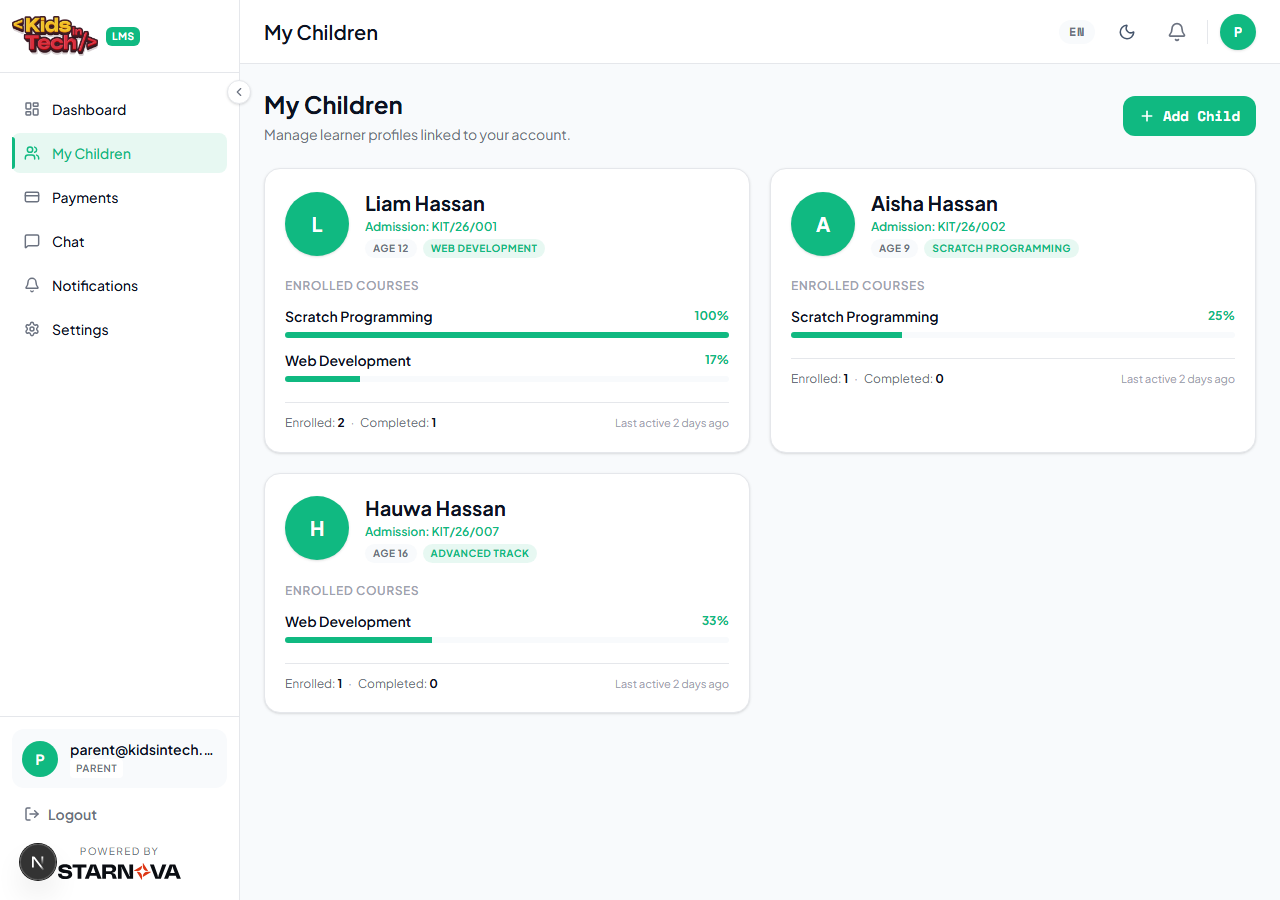 <Kids in Tech/>
LMS
My Children
EN
P
Dashboard
My Children
Payments
Chat
Notifications
Settings
My Children
Manage learner profiles linked to your account.
+ Add Child
L
Liam Hassan
Admission: KIT/26/001
AGE 12 WEB DEVELOPMENT
ENROLLED COURSES
Scratch Programming 100%
Web Development 17%
Enrolled: 2 · Completed: 1 Last active 2 days ago
A
Aisha Hassan
Admission: KIT/26/002
AGE 9 SCRATCH PROGRAMMING
ENROLLED COURSES
Scratch Programming 25%
Enrolled: 1 · Completed: 0 Last active 2 days ago
H
Hauwa Hassan
Admission: KIT/26/007
AGE 16 ADVANCED TRACK
ENROLLED COURSES
Web Development 33%
Enrolled: 1 · Completed: 0 Last active 2 days ago
P
parent@kidsintech....
PARENT
Logout
POWERED BY
N
STARNOVA